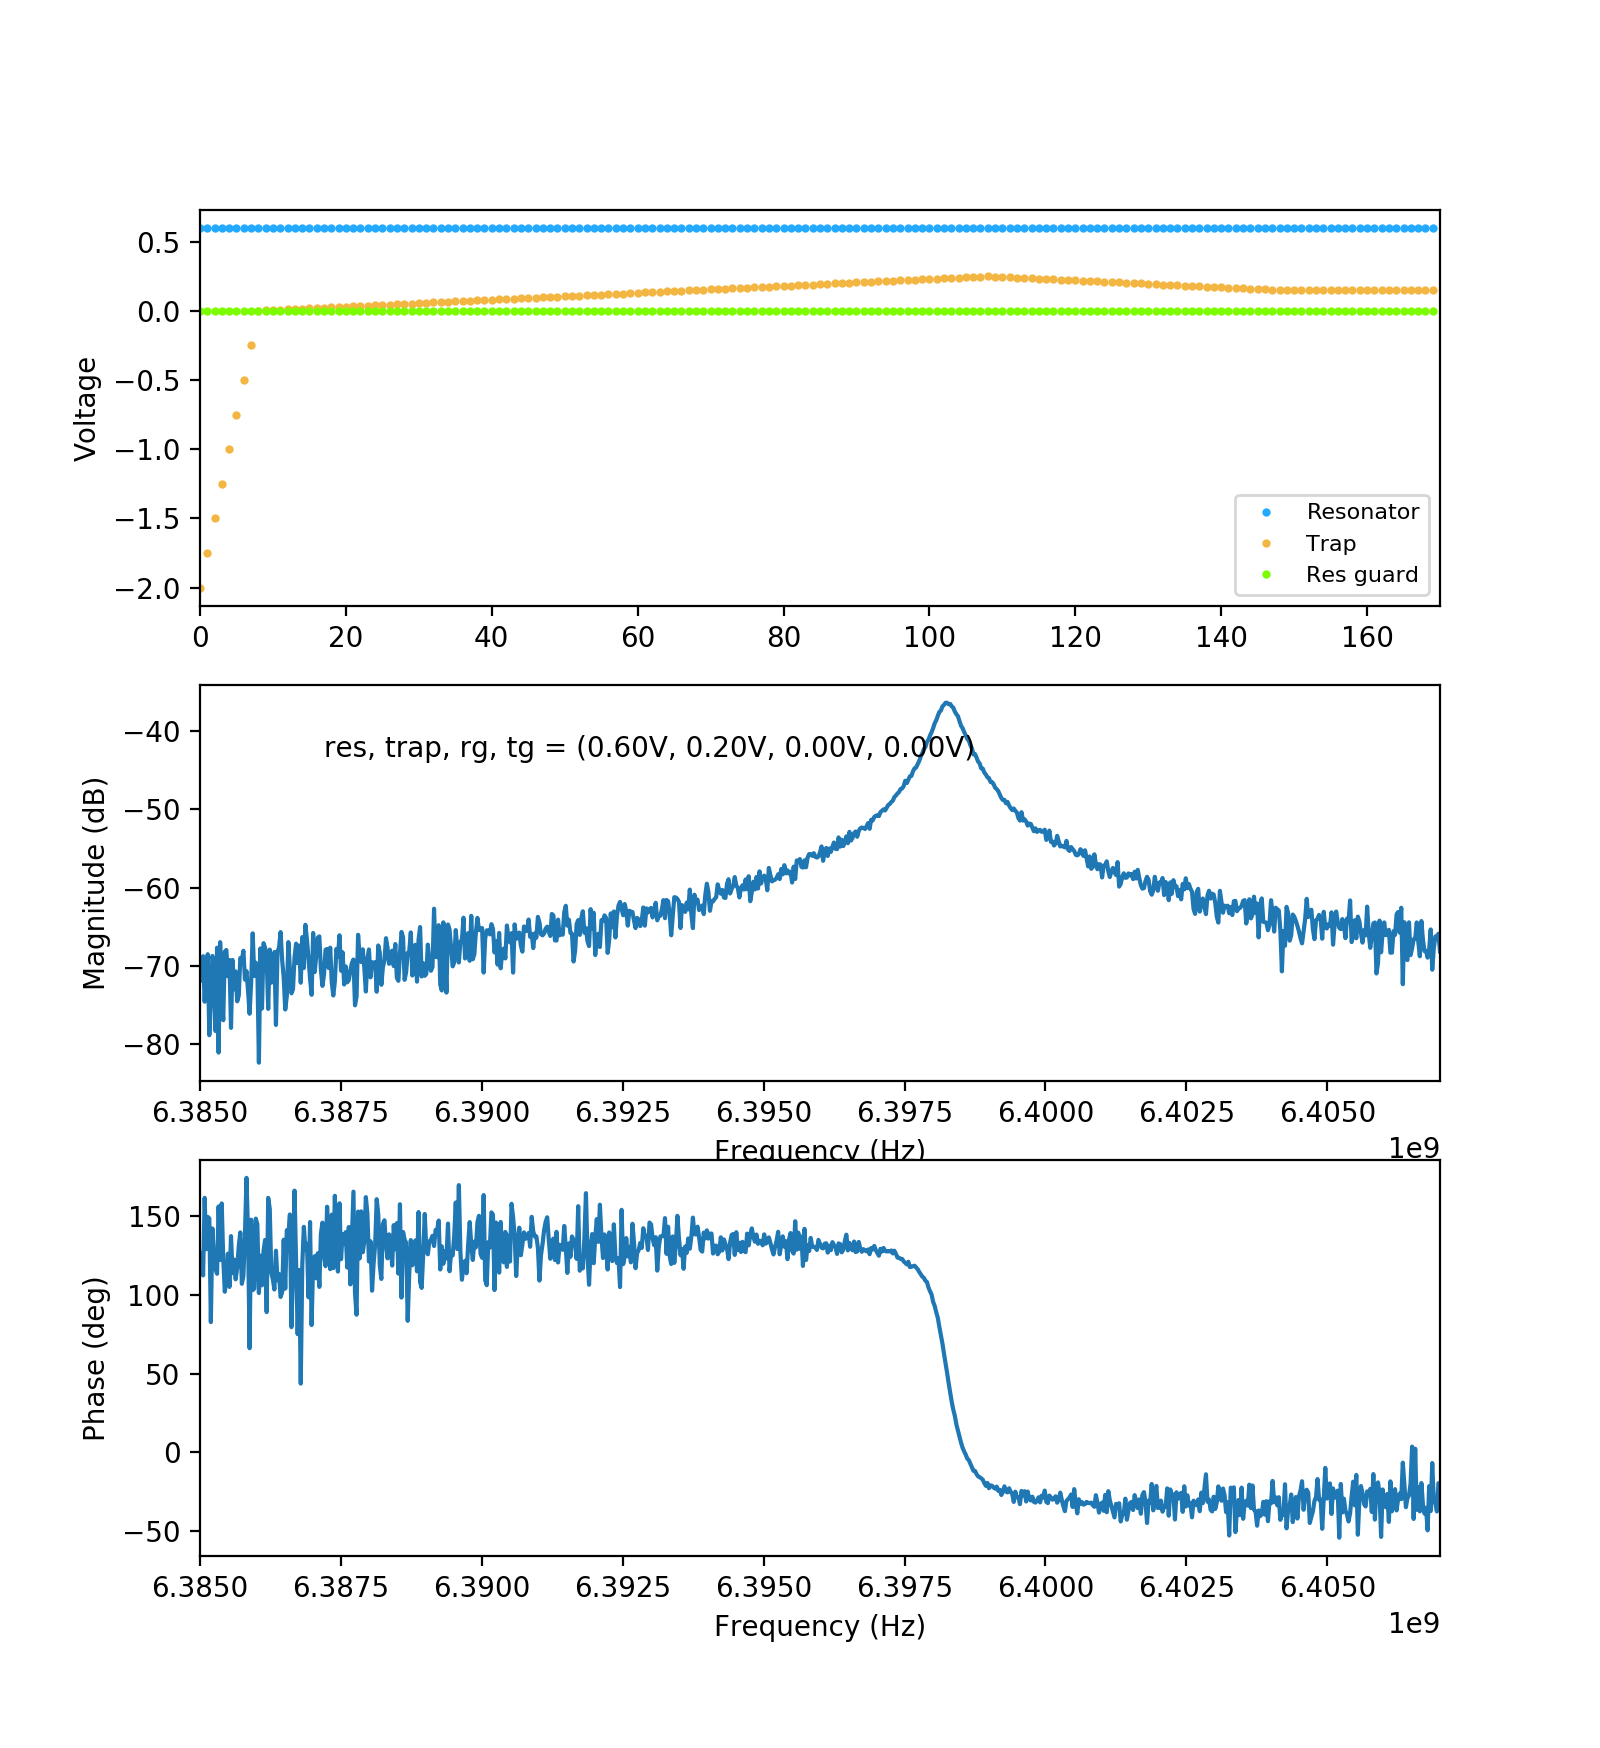 0.5
0.0
−0.5
−1.0
−1.5
−2.0
Voltage
Resonator
Trap
Res guard
0 20 40 60 80 100 120 140 160
−40
−50
−60
−70
−80
Magnitude (dB)
res, trap, rg, tg = (0.60V, 0.20V, 0.00V, 0.00V)
6.3850 6.3875 6.3900 6.3925 6.3950 6.3975 6.4000 6.4025 6.4050
Frequency (Hz)
1e9
150
100
50
0
−50
Phase (deg)
6.3850 6.3875 6.3900 6.3925 6.3950 6.3975 6.4000 6.4025 6.4050
Frequency (Hz)
1e9